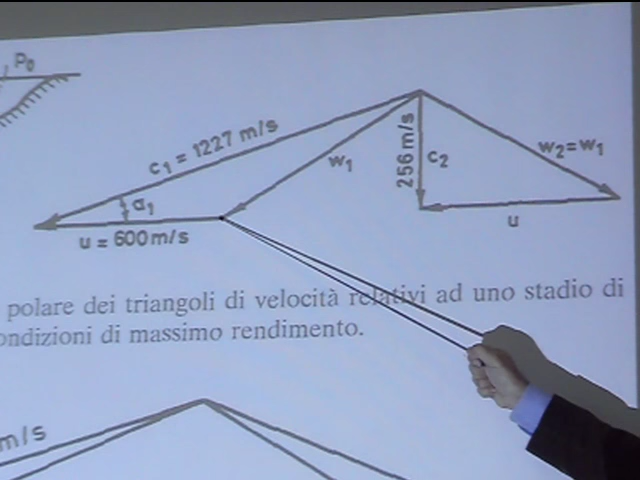 P₀
c₁ = 1227 m/s
α₁
u = 600 m/s
w₁
256 m/s
c₂
w₂=w₁
u
polare dei triangoli di velocità relativi ad uno stadio di
ondizioni di massimo rendimento.
m/s